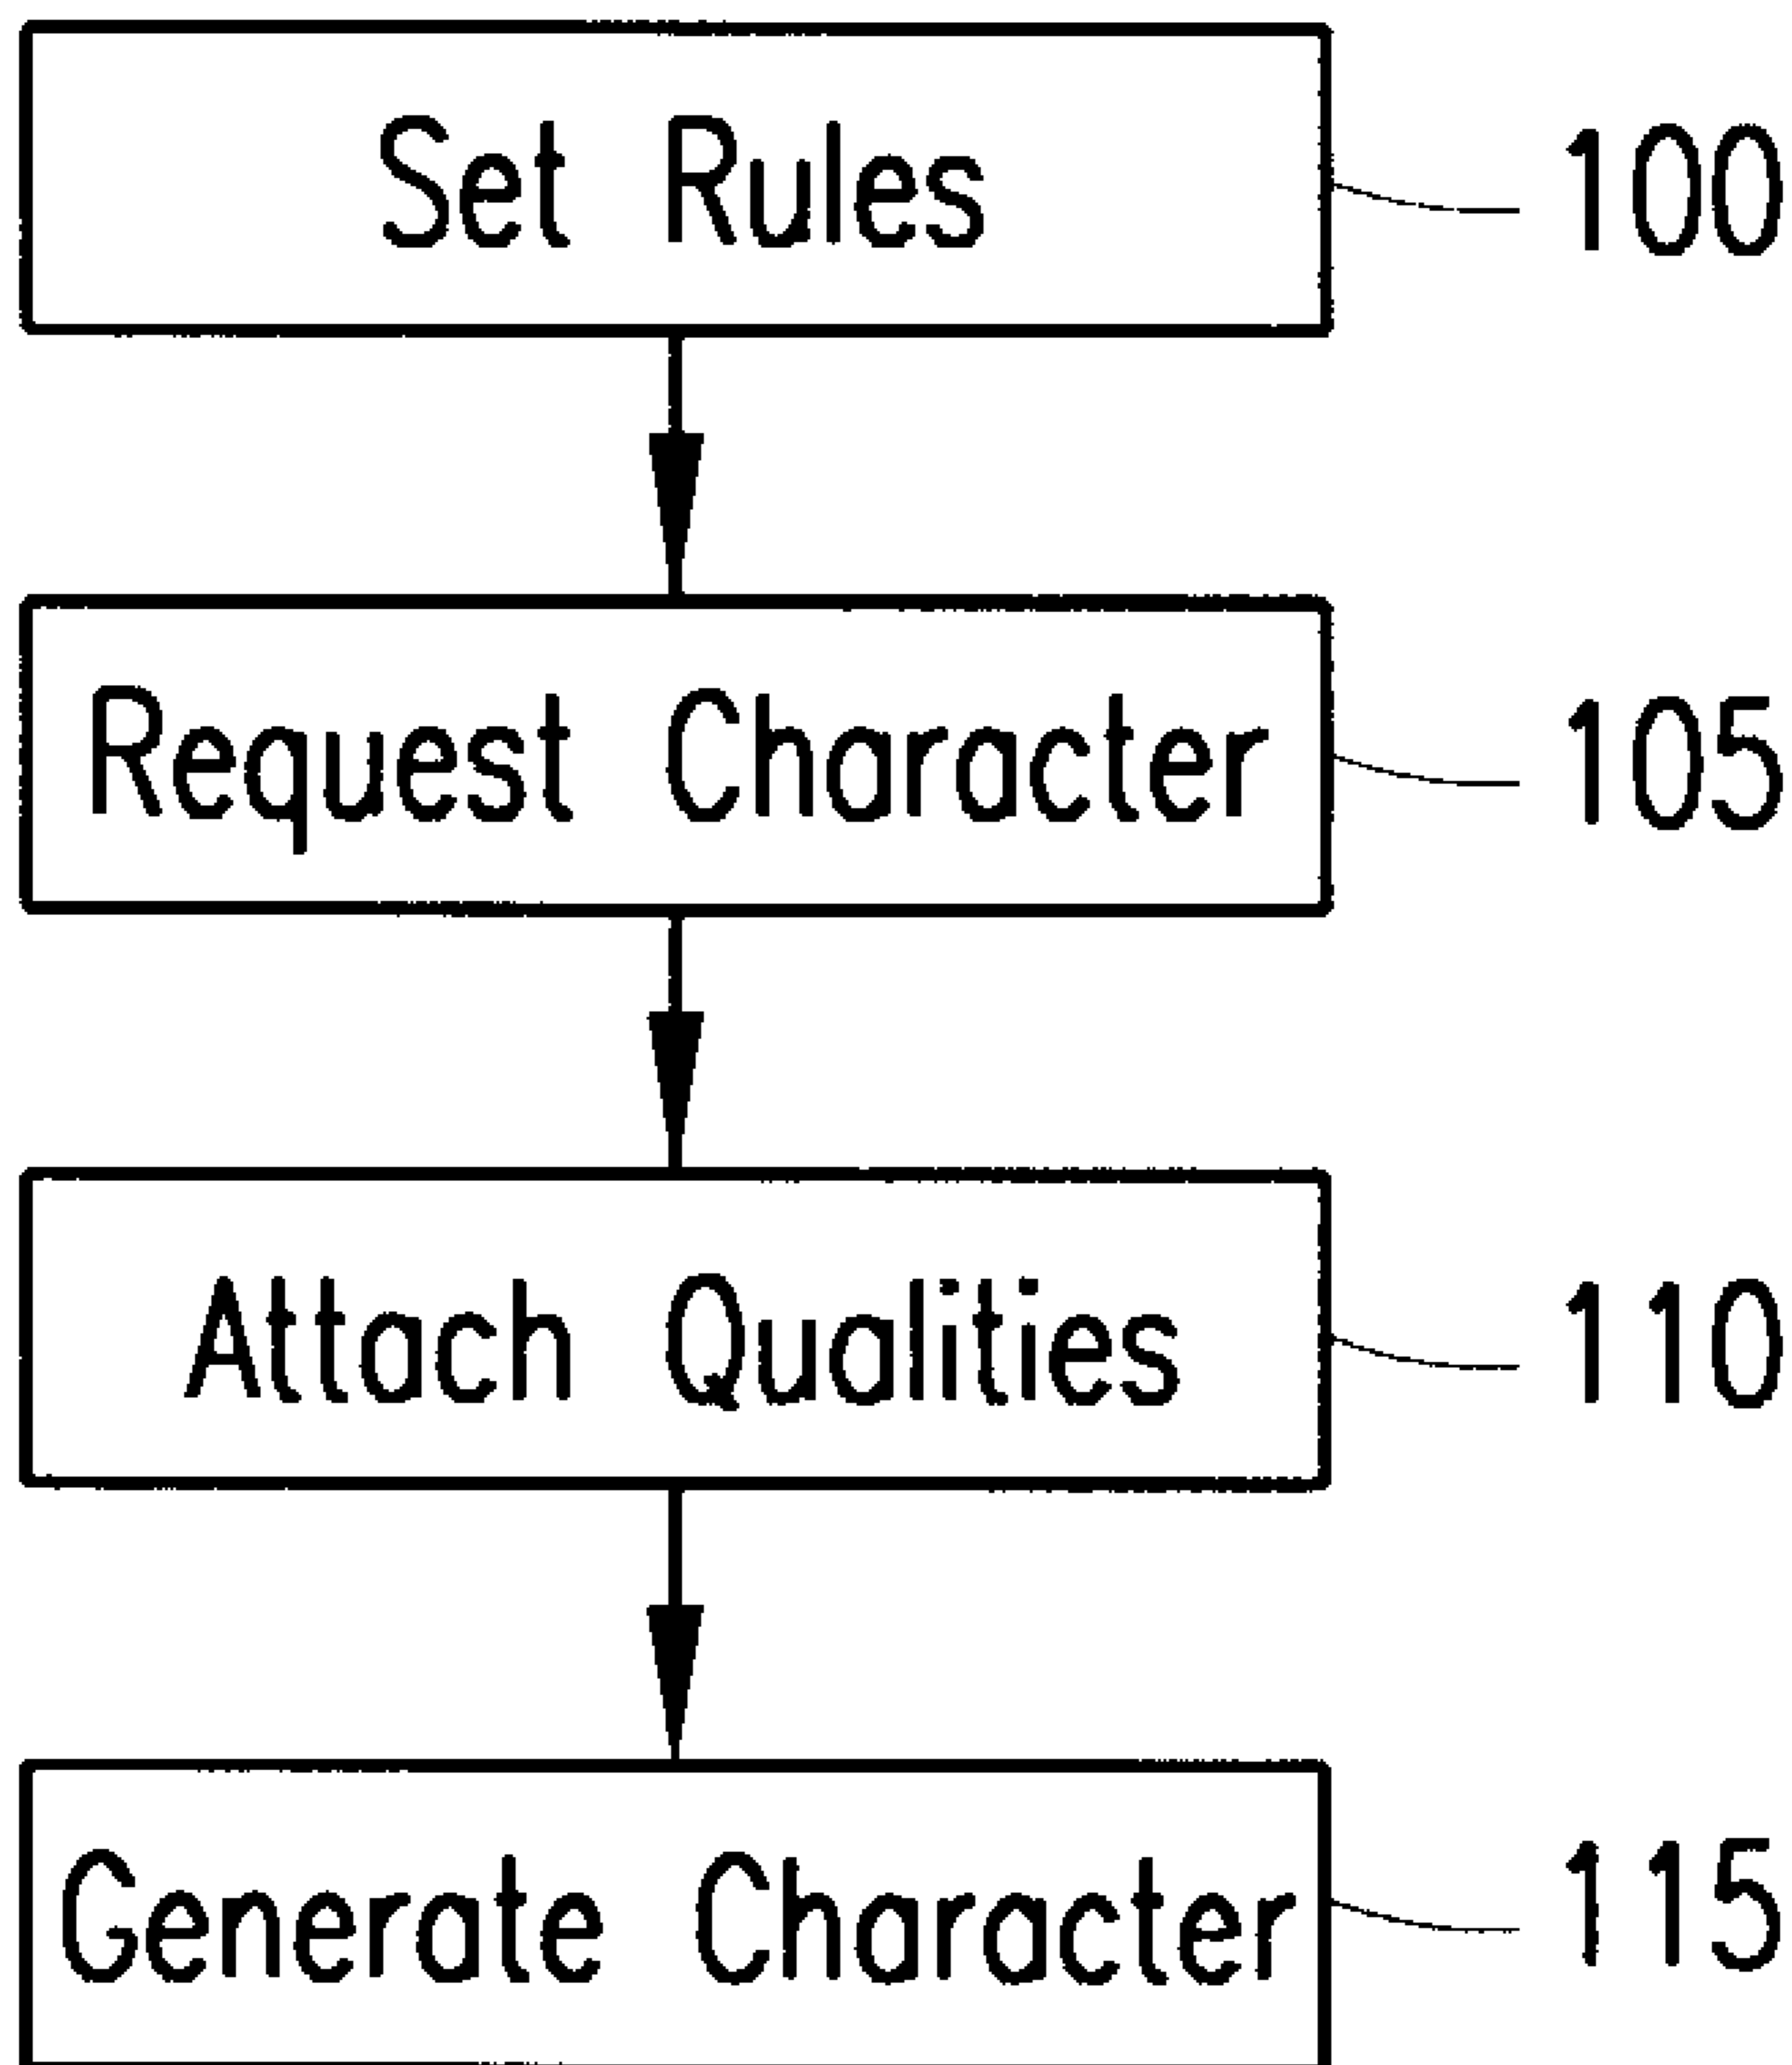 Set Rules 100
Request Character 105
Attach Qualities 110
Generate Character 115